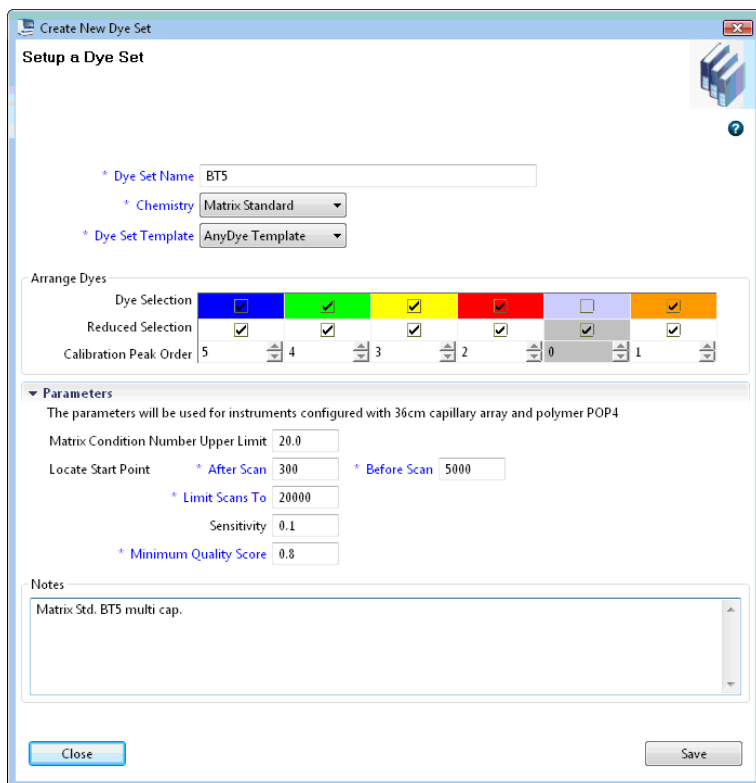 Create New Dye Set
Setup a Dye Set
?
* Dye Set Name BT5
* Chemistry Matrix Standard
* Dye Set Template AnyDye Template
Arrange Dyes
Dye Selection
Reduced Selection
Calibration Peak Order 5 4 3 2 0 1
Parameters
The parameters will be used for instruments configured with 36cm capillary array and polymer POP4
Matrix Condition Number Upper Limit 20.0
Locate Start Point * After Scan 300 * Before Scan 5000
* Limit Scans To 20000
Sensitivity 0.1
* Minimum Quality Score 0.8
Notes
Matrix Std. BT5 multi cap.
Close Save